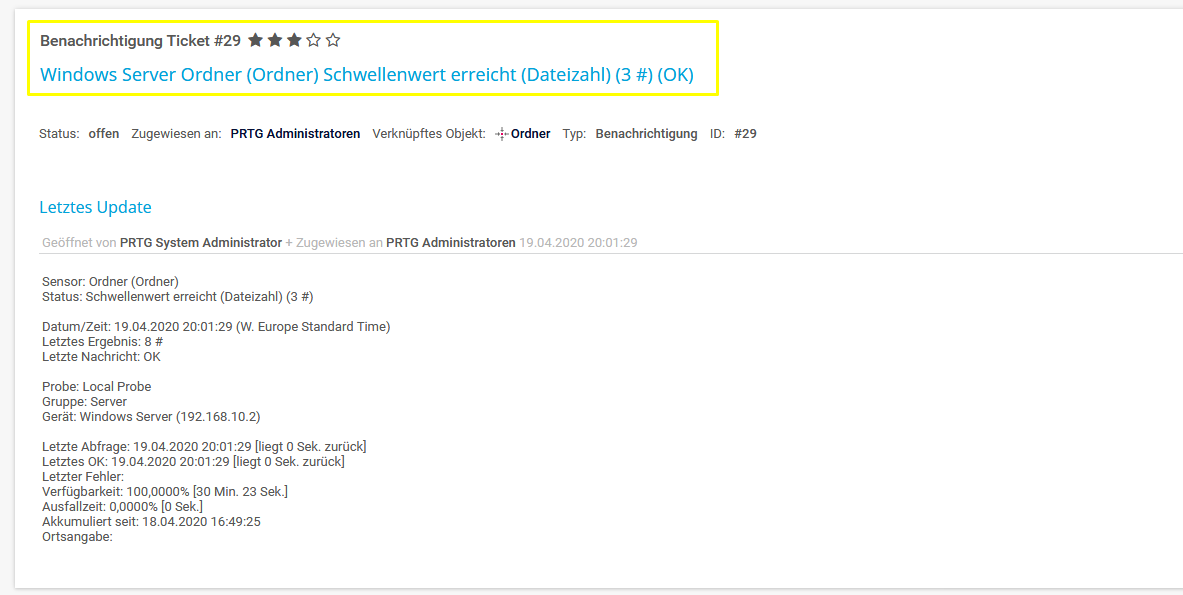 Benachrichtigung Ticket #29
Windows Server Ordner (Ordner) Schwellenwert erreicht (Dateizahl) (3 #) (OK)
Status: offen Zugewiesen an: PRTG Administratoren Verknüpftes Objekt: Ordner Typ: Benachrichtigung ID: #29
Letztes Update
Geöffnet von PRTG System Administrator + Zugewiesen an PRTG Administratoren 19.04.2020 20:01:29
Sensor: Ordner (Ordner)
Status: Schwellenwert erreicht (Dateizahl) (3 #)
Datum/Zeit: 19.04.2020 20:01:29 (W. Europe Standard Time)
Letztes Ergebnis: 8 #
Letzte Nachricht: OK
Probe: Local Probe
Gruppe: Server
Gerät: Windows Server (192.168.10.2)
Letzte Abfrage: 19.04.2020 20:01:29 [liegt 0 Sek. zurück]
Letztes OK: 19.04.2020 20:01:29 [liegt 0 Sek. zurück]
Letzter Fehler:
Verfügbarkeit: 100,0000% [30 Min. 23 Sek.]
Ausfallzeit: 0,0000% [0 Sek.]
Akkumuliert seit: 18.04.2020 16:49:25
Ortsangabe: